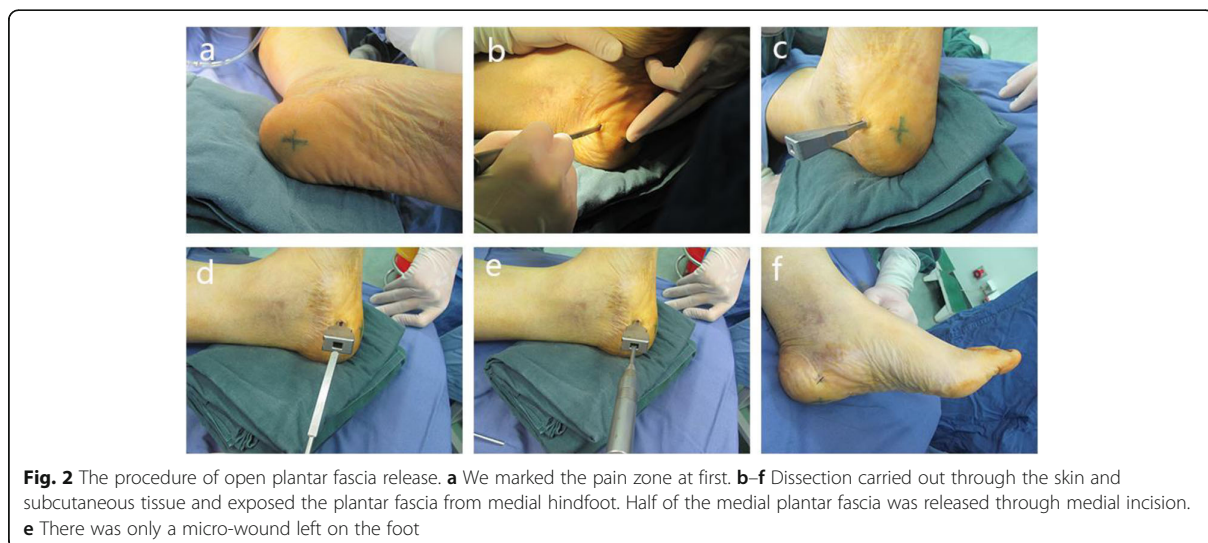 a
b
c
d
e
f
Fig. 2 The procedure of open plantar fascia release. a We marked the pain zone at first. b–f Dissection carried out through the skin and
subcutaneous tissue and exposed the plantar fascia from medial hindfoot. Half of the medial plantar fascia was released through medial incision.
e There was only a micro-wound left on the foot